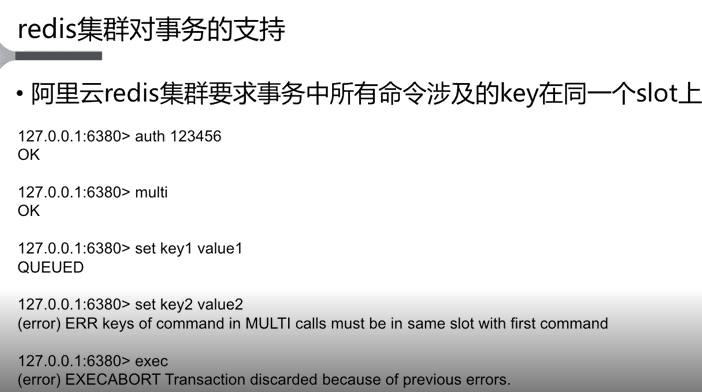 redis集群对事务的支持
• 阿里云redis集群要求事务中所有命令涉及的key在同一个slot上
127.0.0.1:6380> auth 123456
OK
127.0.0.1:6380> multi
OK
127.0.0.1:6380> set key1 value1
QUEUED
127.0.0.1:6380> set key2 value2
(error) ERR keys of command in MULTI calls must be in same slot with first command
127.0.0.1:6380> exec
(error) EXECABORT Transaction discarded because of previous errors.